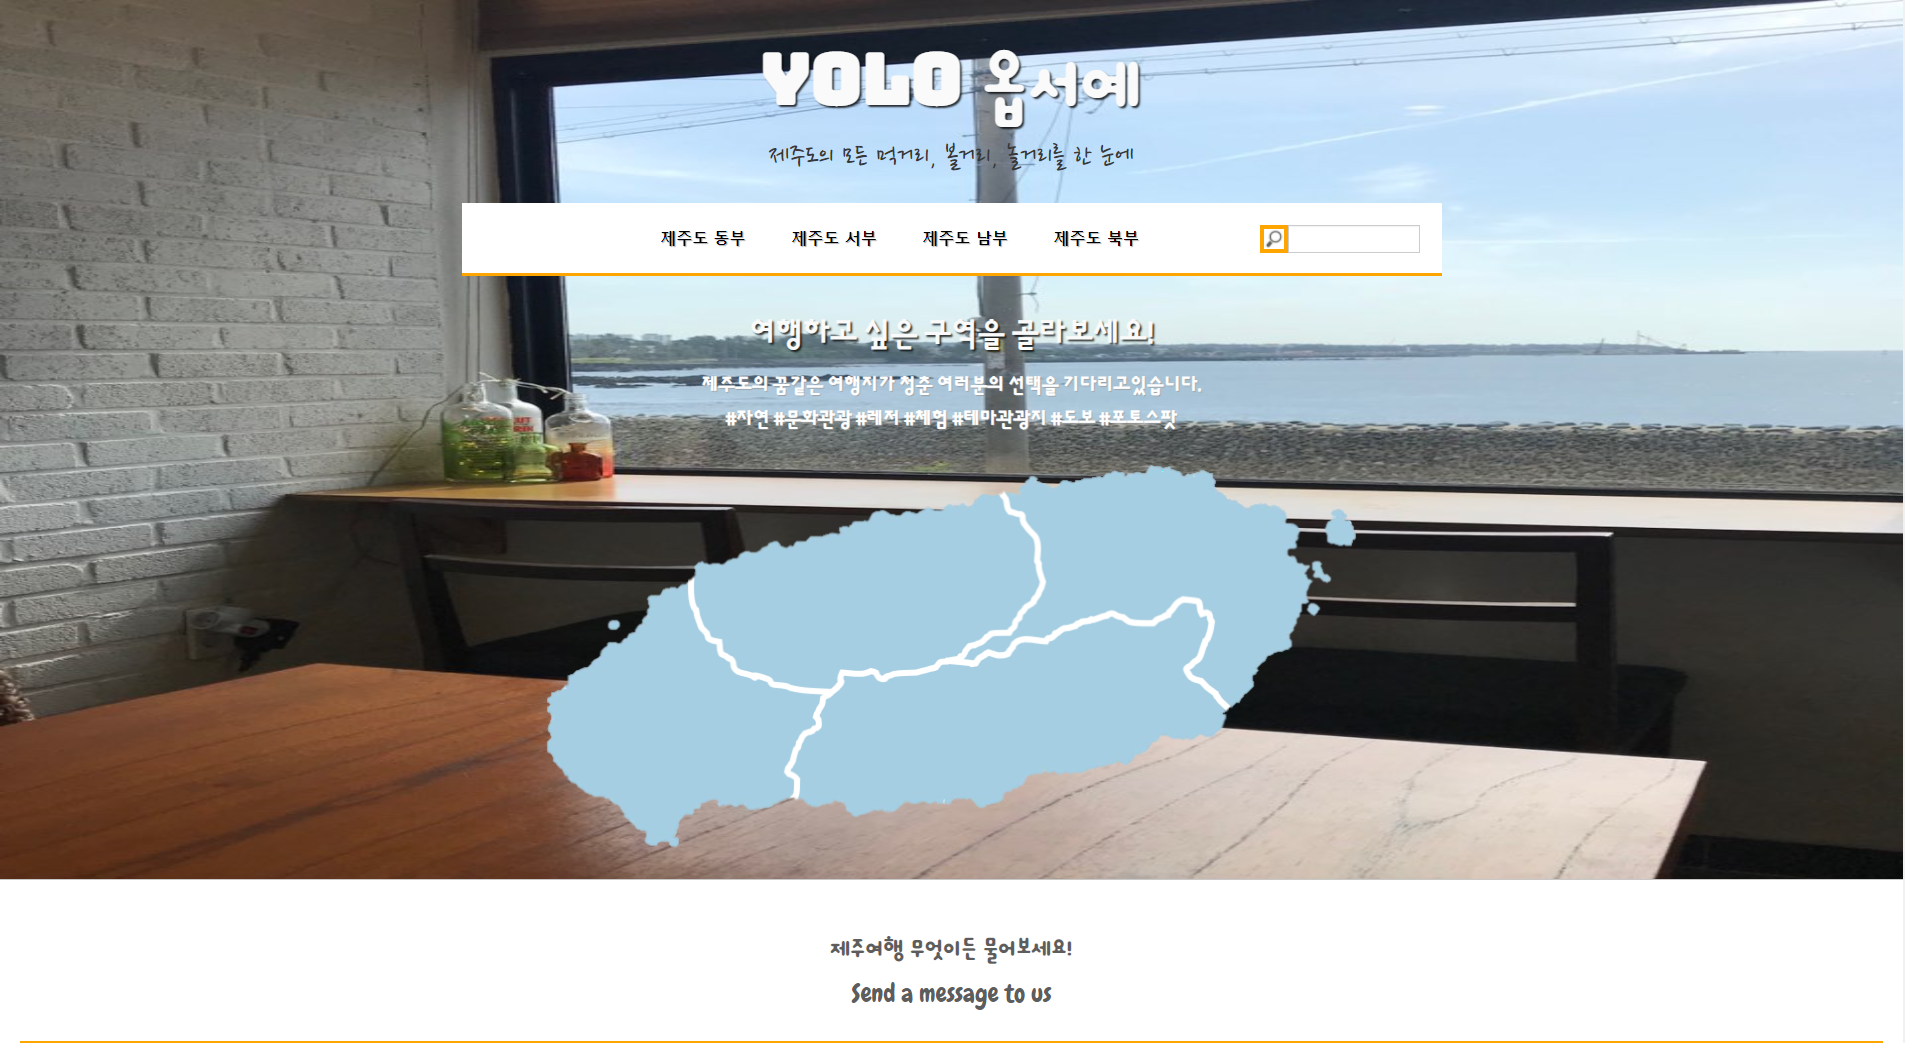 YOLO 옵서예
제주도의 모든 먹거리, 볼거리, 놀거리를 한 눈에
제주도 동부 제주도 서부 제주도 남부 제주도 북부
여행하고 싶은 구역을 골라보세요!
제주도의 꿈같은 여행지가 청춘 여러분의 선택을 기다리고있습니다.
#자연 #문화관광 #레저 #체험 #테마관광지 #도보 #포토스팟
제주여행 무엇이든 물어보세요!
Send a message to us